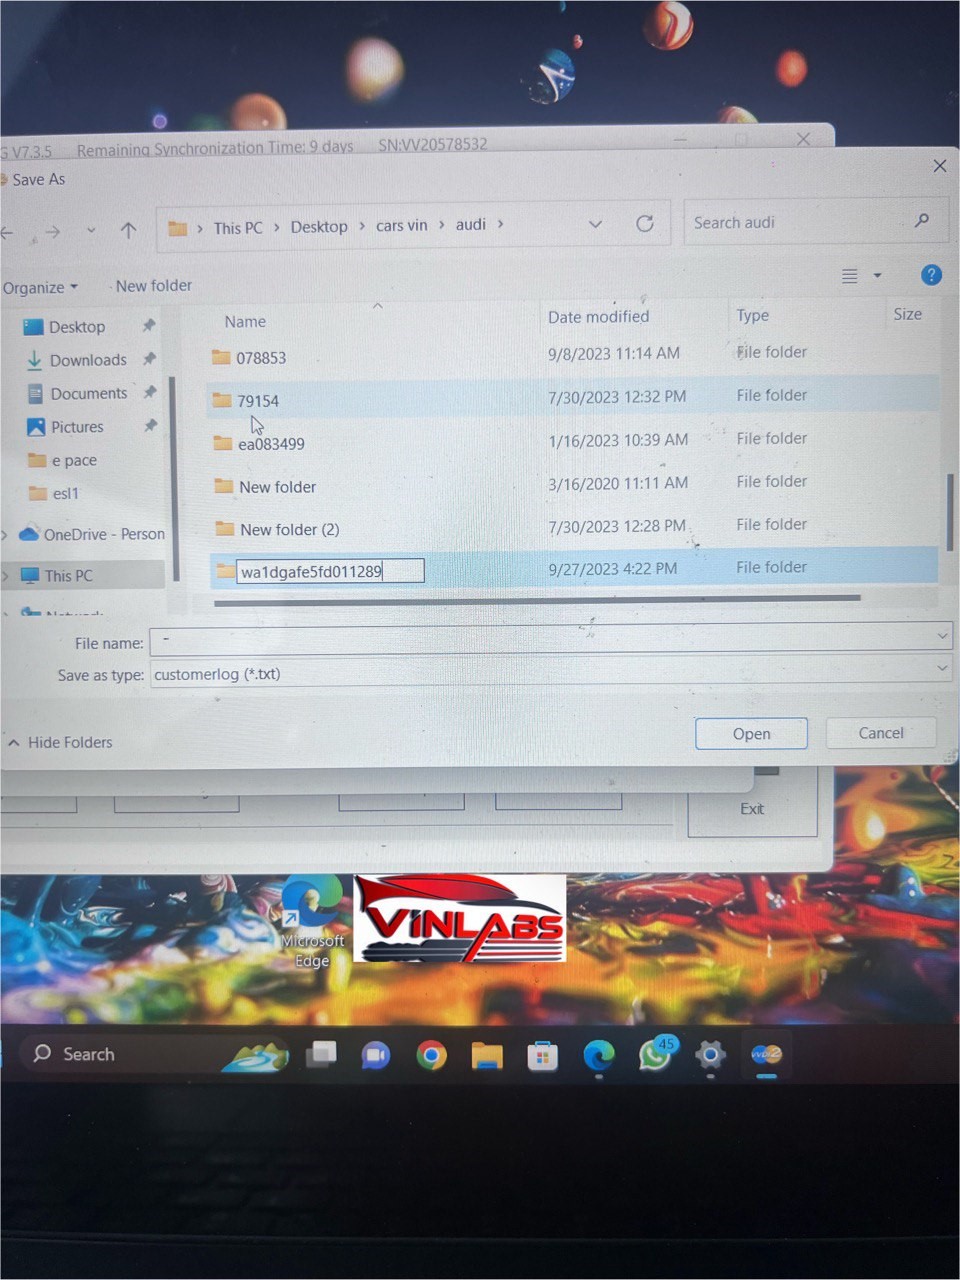 G V7.3.5 Remaining Synchronization Time: 9 days SN:VV20578532
Save As
This PC > Desktop > cars vin > audi >
Search audi
Organize
New folder
Name Date modified Type Size
Desktop
Downloads
Documents
Pictures
e pace
esl1
OneDrive - Person
This PC
078853 9/8/2023 11:14 AM File folder
79154 7/30/2023 12:32 PM File folder
ea083499 1/16/2023 10:39 AM File folder
New folder 3/16/2020 11:11 AM File folder
New folder (2) 7/30/2023 12:28 PM File folder
wa1dgafe5fd011289 9/27/2023 4:22 PM File folder
File name: -
Save as type: customerlog (*.txt)
Hide Folders
Open
Cancel
Exit
Microsoft
Edge
VINLABS
Search
45